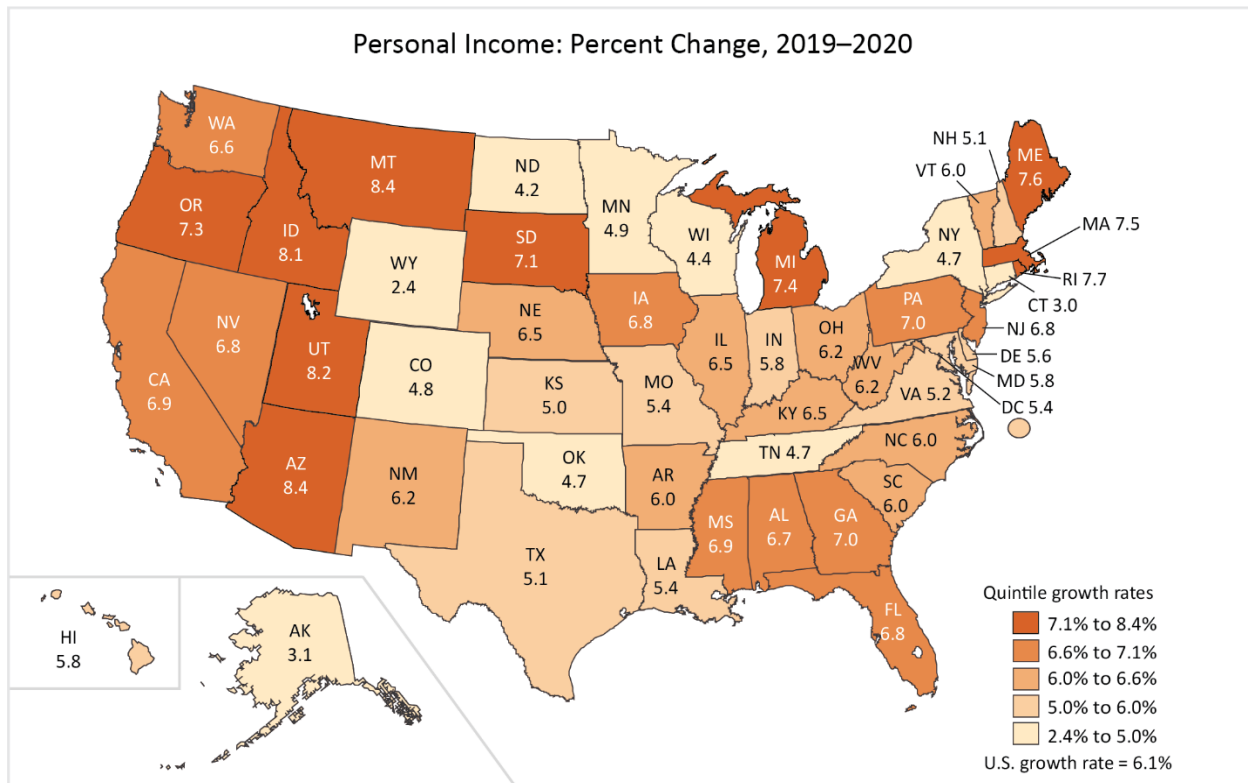 Personal Income: Percent Change, 2019–2020
WA
6.6
OR
7.3
CA
6.9
NV
6.8
ID
8.1
MT
8.4
WY
2.4
UT
8.2
AZ
8.4
CO
4.8
NM
6.2
ND
4.2
SD
7.1
NE
6.5
KS
5.0
OK
4.7
TX
5.1
MN
4.9
IA
6.8
MO
5.4
AR
6.0
LA
5.4
WI
4.4
IL
6.5
MI
7.4
IN
5.8
OH
6.2
KY 6.5
TN 4.7
MS
6.9
AL
6.7
GA
7.0
FL
6.8
SC
6.0
NC 6.0
VA 5.2
WV
6.2
PA
7.0
NY
4.7
VT 6.0
NH 5.1
ME
7.6
MA 7.5
RI 7.7
CT 3.0
NJ 6.8
DE 5.6
MD 5.8
DC 5.4
HI
5.8
AK
3.1
Quintile growth rates
7.1% to 8.4%
6.6% to 7.1%
6.0% to 6.6%
5.0% to 6.0%
2.4% to 5.0%
U.S. growth rate = 6.1%